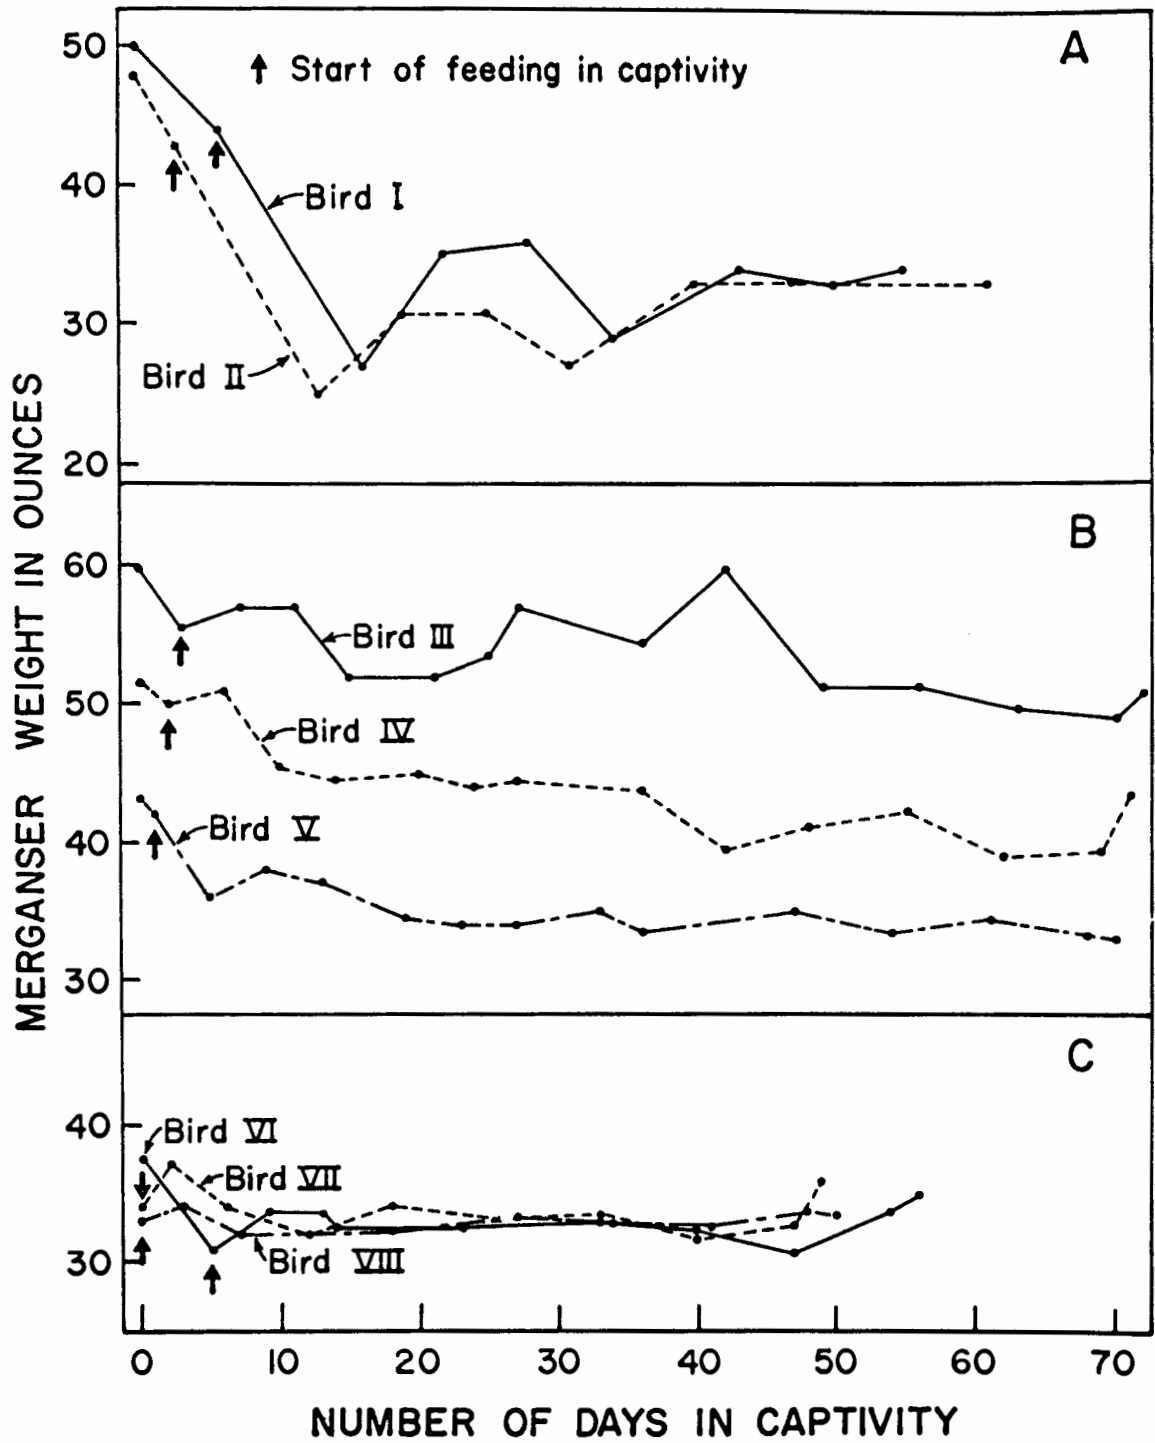 A
50
↑ Start of feeding in captivity
40
Bird I
30
Bird II
20
B
60
Bird III
50
Bird IV
Bird V
40
30
C
40
Bird VI
Bird VII
30
Bird VIII
0 10 20 30 40 50 60 70
NUMBER OF DAYS IN CAPTIVITY
MERGANSER WEIGHT IN OUNCES